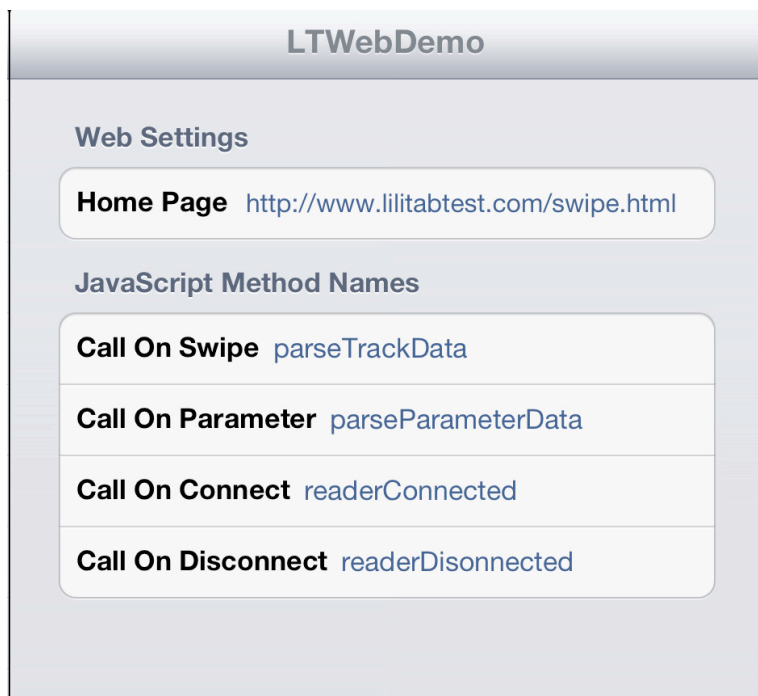 LTWebDemo
Web Settings
Home Page http://www.lilitabtest.com/swipe.html
JavaScript Method Names
Call On Swipe parseTrackData
Call On Parameter parseParameterData
Call On Connect readerConnected
Call On Disconnect readerDisonnected